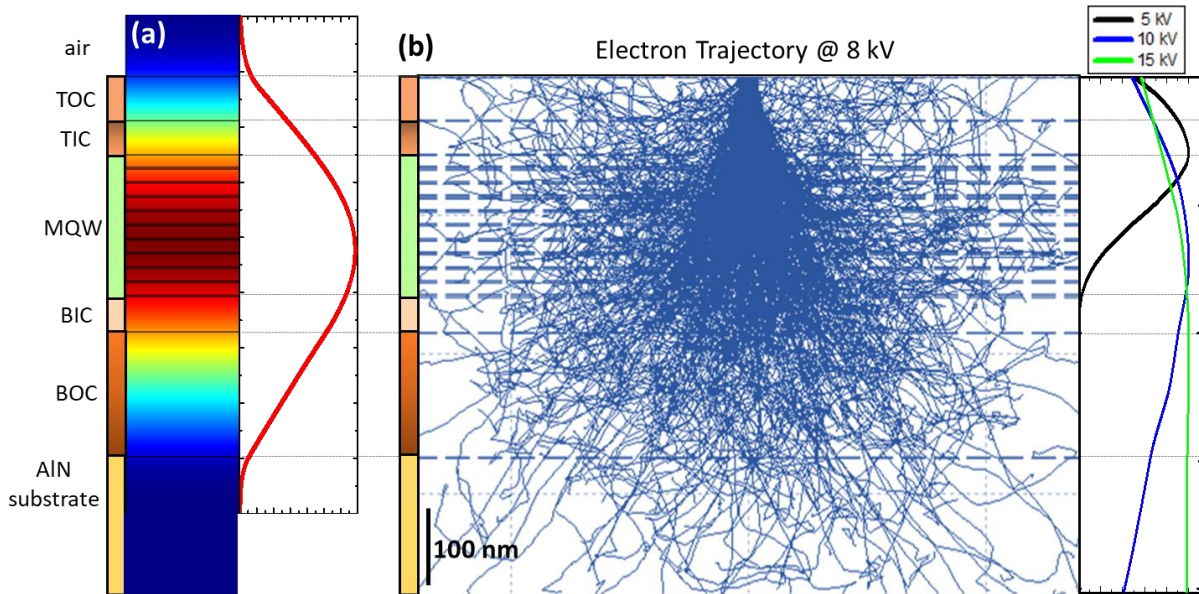 (a)
(b)
Electron Trajectory @ 8 kV
5 kV
10 kV
15 kV
air
TOC
TIC
MQW
BIC
BOC
AlN
substrate
100 nm